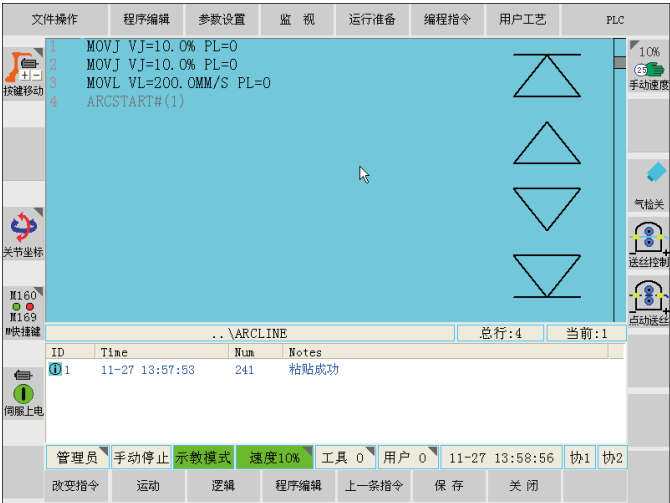 文件操作 程序编辑 参数设置 监 视 运行准备 编程指令 用户工艺 PLC
按键移动
关节坐标
M160
M169
M快捷鍵
伺服上电
1 MOVJ VJ=10.0% PL=0
2 MOVJ VJ=10.0% PL=0
3 MOVL VL=200.0MM/S PL=0
4 ARCSTART#(1)
10%
25
手动速度
气检关
送丝控制
点动送丝
..\ARCLINE 总行:4 当前:1
ID Time Num Notes
1 11-27 13:57:53 241 粘贴成功
管理员 手动停止 示教模式 速度10% 工具 0 用户 0 11-27 13:58:56 协1 协2
改变指令 运动 逻辑 程序编辑 上一条指令 保 存 关 闭